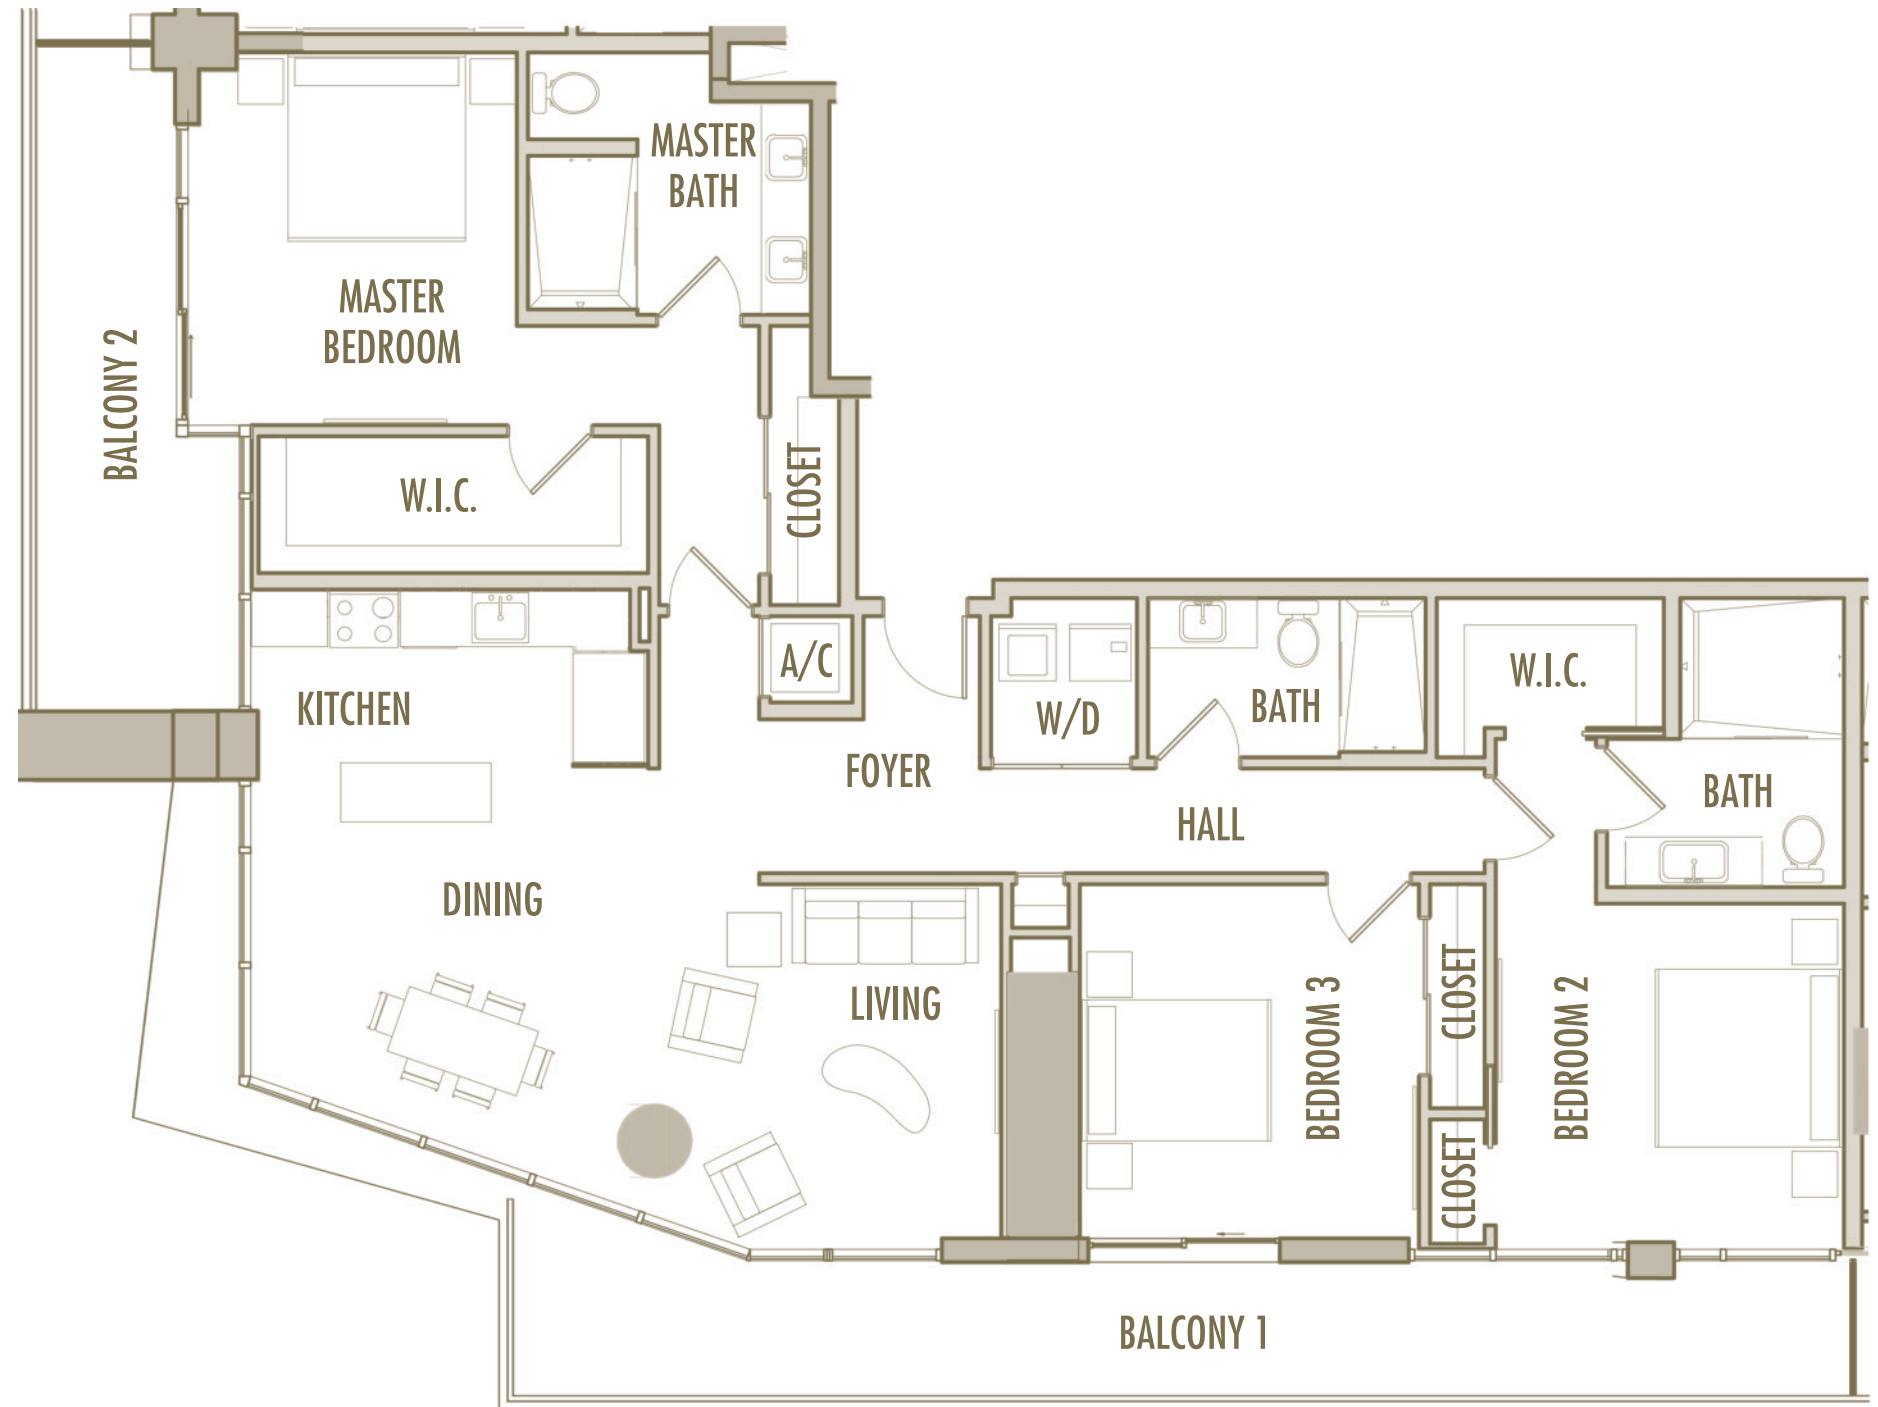 MASTER
BATH
MASTER
BEDROOM
BALCONY 2
W.I.C.
CLOSET
A/C
KITCHEN
W/D
BATH
W.I.C.
FOYER
HALL
BATH
DINING
LIVING
BEDROOM 3
CLOSET
CLOSET
BEDROOM 2
BALCONY 1